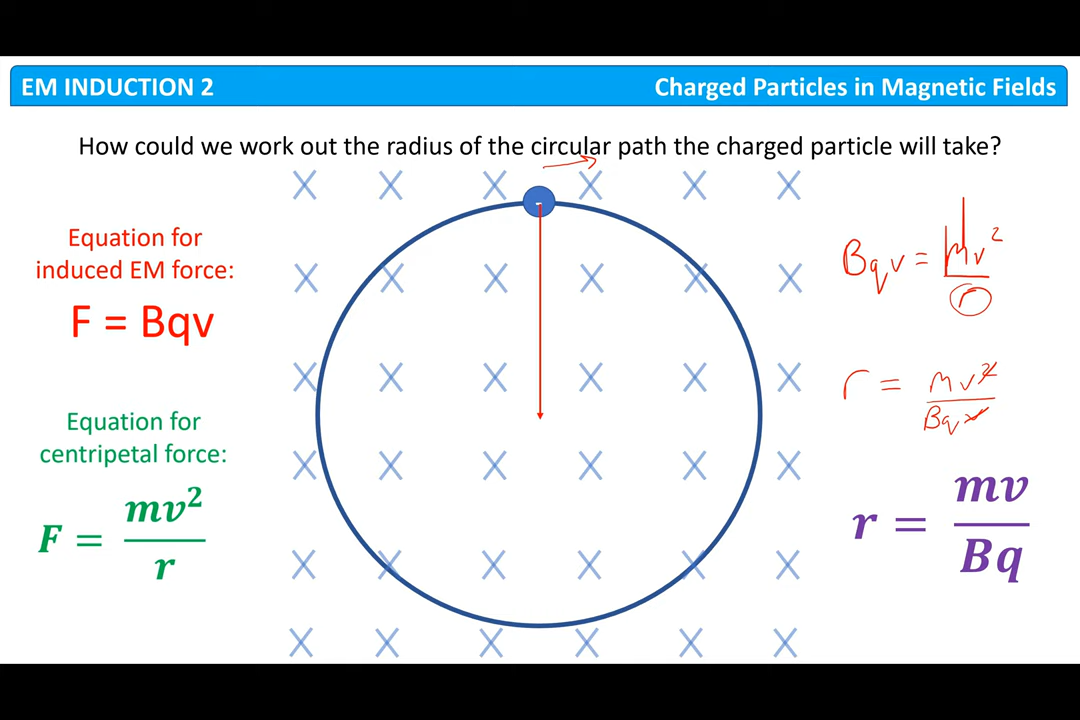 EM INDUCTION 2
Charged Particles in Magnetic Fields
How could we work out the radius of the circular path the charged particle will take?
X X X X X X
-
Equation for
induced EM force:
F = Bqv
X X X X X X
X X X X X X
Equation for
centripetal force:
F = mv²/r
X X X X X X
X X X X X X
X X X X X X
Bqv = mv²/r
r = mv²/Bqv
r = mv/Bq